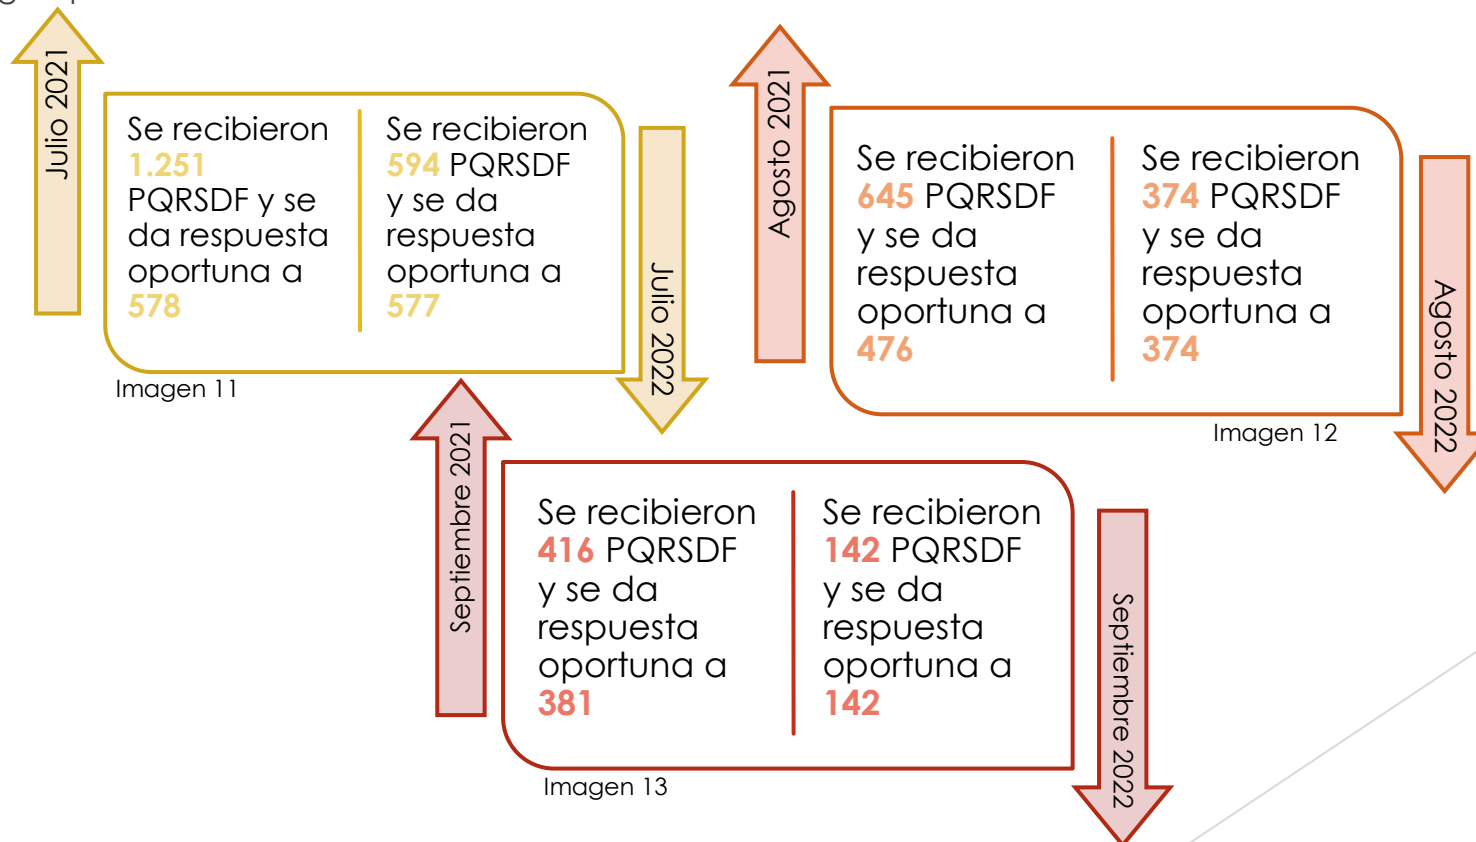 Julio 2021
Se recibieron
1.251
PQRSDF y se
da respuesta
oportuna a
578
Se recibieron
594 PQRSDF
y se da
respuesta
oportuna a
577
Julio 2022
Imagen 11
Agosto 2021
Se recibieron
645 PQRSDF
y se da
respuesta
oportuna a
476
Se recibieron
374 PQRSDF
y se da
respuesta
oportuna a
374
Agosto 2022
Imagen 12
Septiembre 2021
Se recibieron
416 PQRSDF
y se da
respuesta
oportuna a
381
Se recibieron
142 PQRSDF
y se da
respuesta
oportuna a
142
Septiembre 2022
Imagen 13